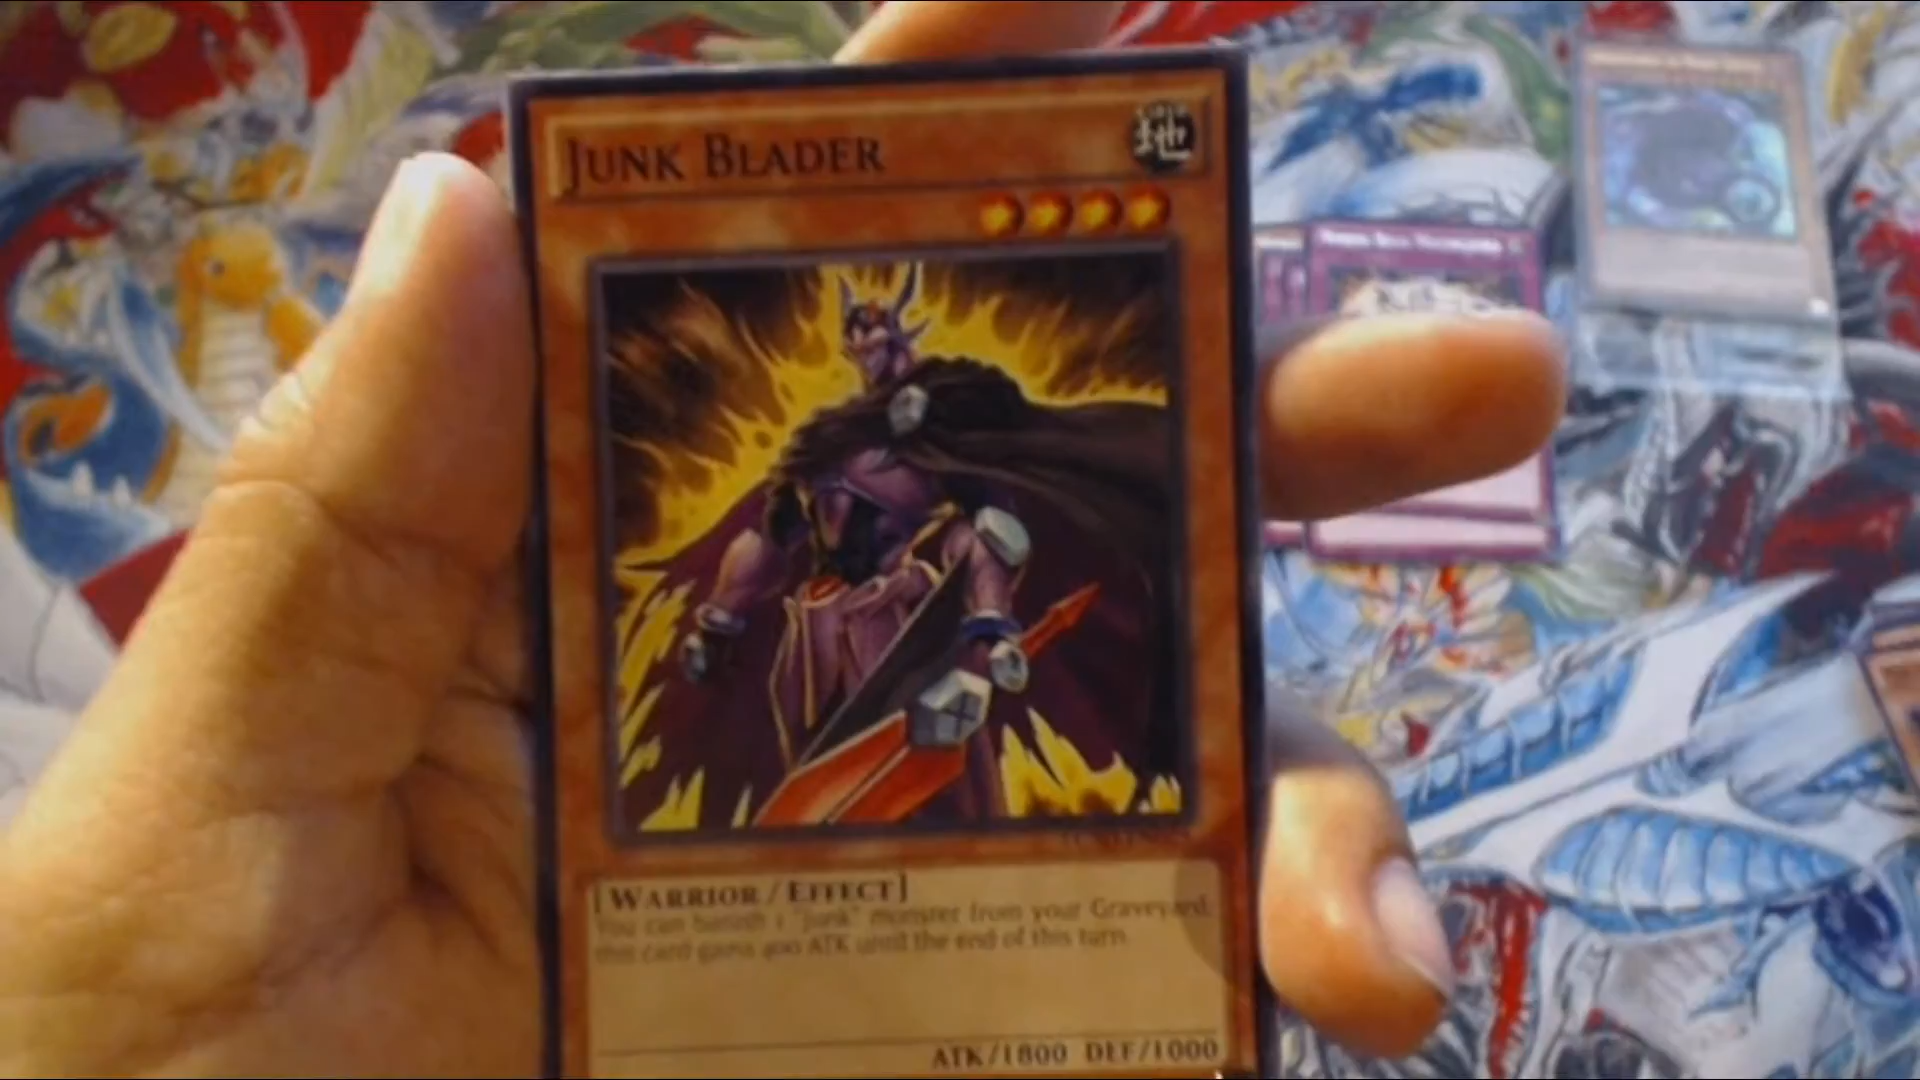 JUNK BLADER
地
[WARRIOR / EFFECT]
You can banish 1 "Junk" monster from your Graveyard;
this card gains 400 ATK until the end of this turn.
ATK/1800 DEF/1000